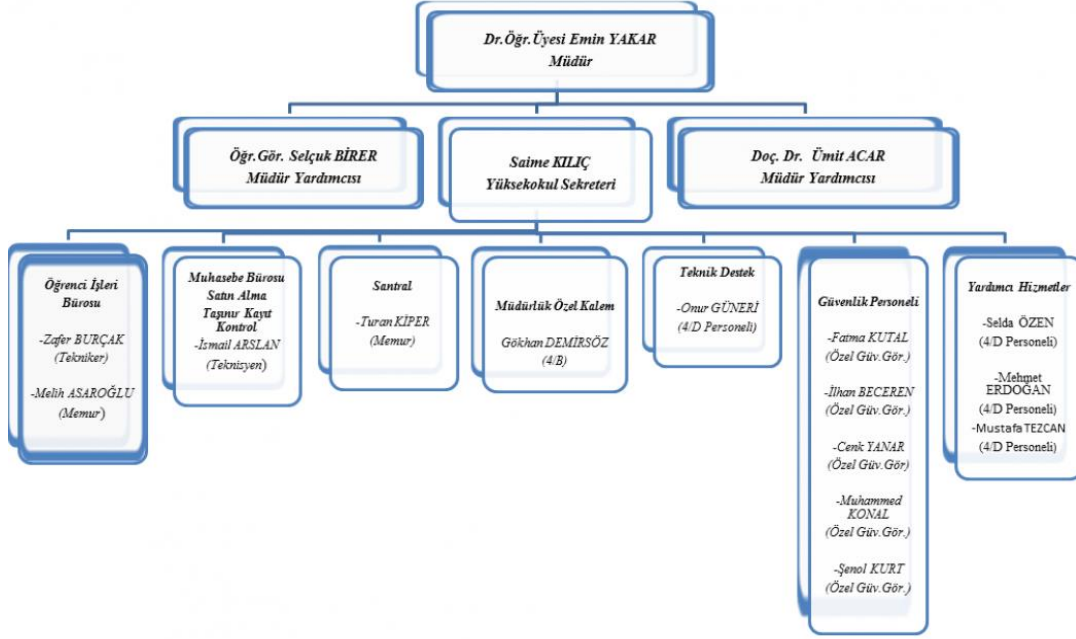 Dr.Öğr.Üyesi Emin YAKAR
Müdür
Öğr.Gör. Selçuk BİRER
Müdür Yardımcısı
Saime KILIÇ
Yüksekokul Sekreteri
Doç. Dr. Ümit ACAR
Müdür Yardımcısı
Öğrenci İşleri
Bürosu
-Zafer BURÇAK
(Tekniker)
-Melih ASAROĞLU
(Memur)
Muhasebe Bürosu
Satın Alma
Taşınır Kayıt
Kontrol
-İsmail ARSLAN
(Teknisyen)
Santral
-Turan KİPER
(Memur)
Müdürlük Özel Kalem
Gökhan DEMİRSÖZ
(4/B)
Teknik Destek
-Onur GÜNERİ
(4/D Personeli)
Güvenlik Personeli
-Fatma KUTAL
(Özel Güv.Gör.)
-İlhan BECEREN
(Özel Güv.Gör.)
-Cenk YANAR
(Özel Güv.Gör)
-Muhammed
KONAL
(Özel Güv.Gör.)
-Şenol KURT
(Özel Güv.Gör.)
Yardımcı Hizmetler
-Selda ÖZEN
(4/D Personeli)
-Mehmet
ERDOĞAN
(4/D Personeli)
-Mustafa TEZCAN
(4/D Personeli)